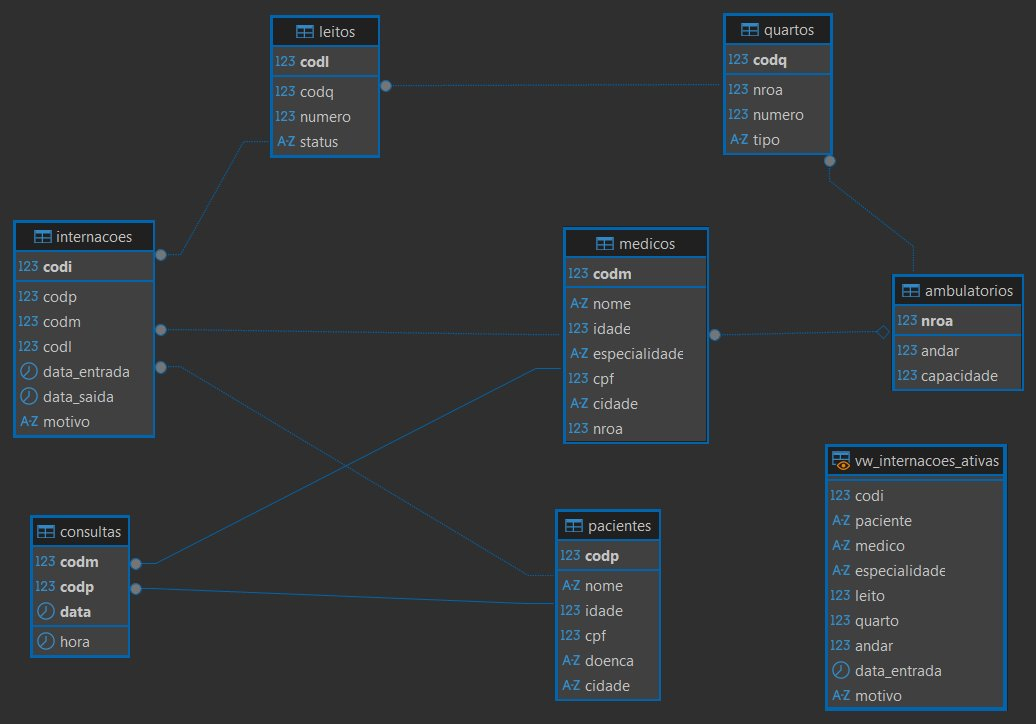 leitos
123 codl
123 codq
123 numero
A-Z status
quartos
123 codq
123 nroa
123 numero
A-Z tipo
internacoes
123 codi
123 codp
123 codm
123 codl
data_entrada
data_saida
A-Z motivo
medicos
123 codm
A-Z nome
123 idade
A-Z especialidade
123 cpf
A-Z cidade
123 nroa
ambulatorios
123 nroa
123 andar
123 capacidade
consultas
123 codm
123 codp
data
hora
pacientes
123 codp
A-Z nome
123 idade
123 cpf
A-Z doenca
A-Z cidade
vw_internacoes_ativas
123 codi
A-Z paciente
A-Z medico
A-Z especialidade
123 leito
123 quarto
123 andar
data_entrada
A-Z motivo